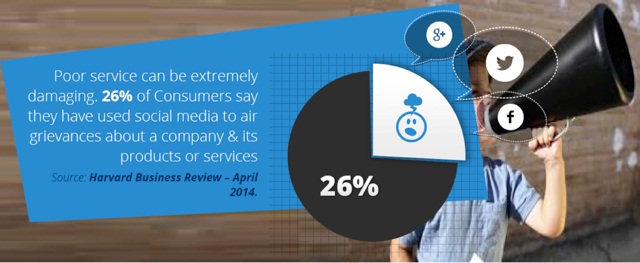 Poor service can be extremely
damaging. 26% of Consumers say
they have used social media to air
grievances about a company & its
products or services
Source: Harvard Business Review – April
2014.
26%
g+
f